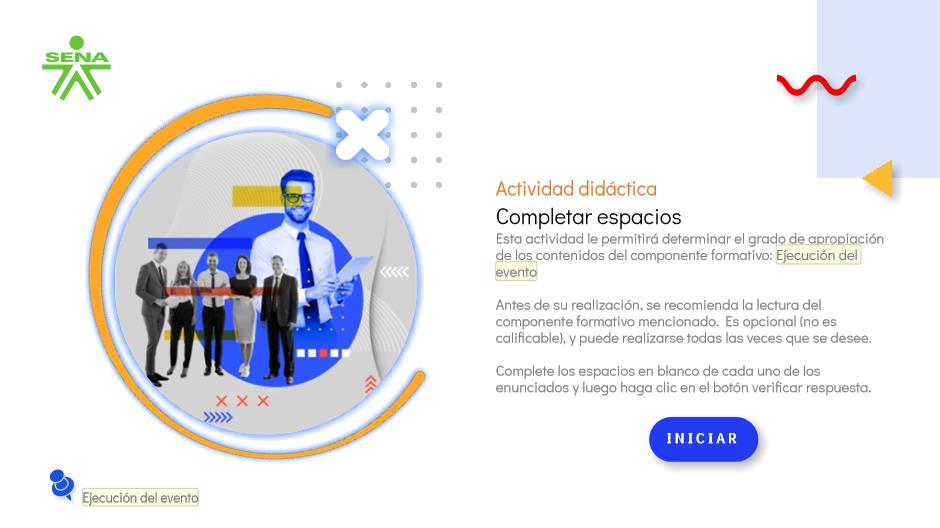 SENA
Actividad didáctica
Completar espacios
Esta actividad le permitirá determinar el grado de apropiación
de los contenidos del componente formativo: Ejecución del
evento
Antes de su realización, se recomienda la lectura del
componente formativo mencionado. Es opcional (no es
calificable), y puede realizarse todas las veces que se desee.
Complete los espacios en blanco de cada uno de los
enunciados y luego haga clic en el botón verificar respuesta.
INICIAR
Ejecución del evento